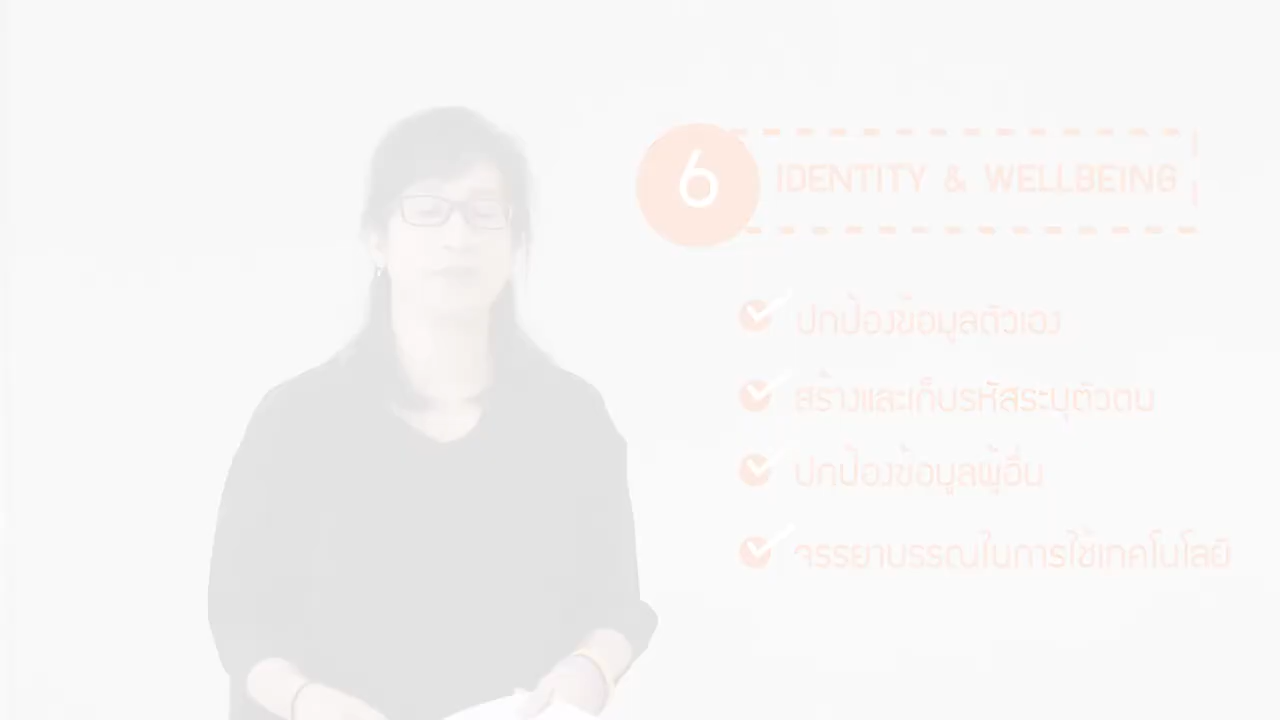 6
IDENTITY & WELLBEING
ปกป้องข้อมูลตัวเอง
สร้างและเก็บรหัสระบุตัวตน
ปกป้องข้อมูลผู้อื่น
จรรยาบรรณในการใช้เทคโนโลยี